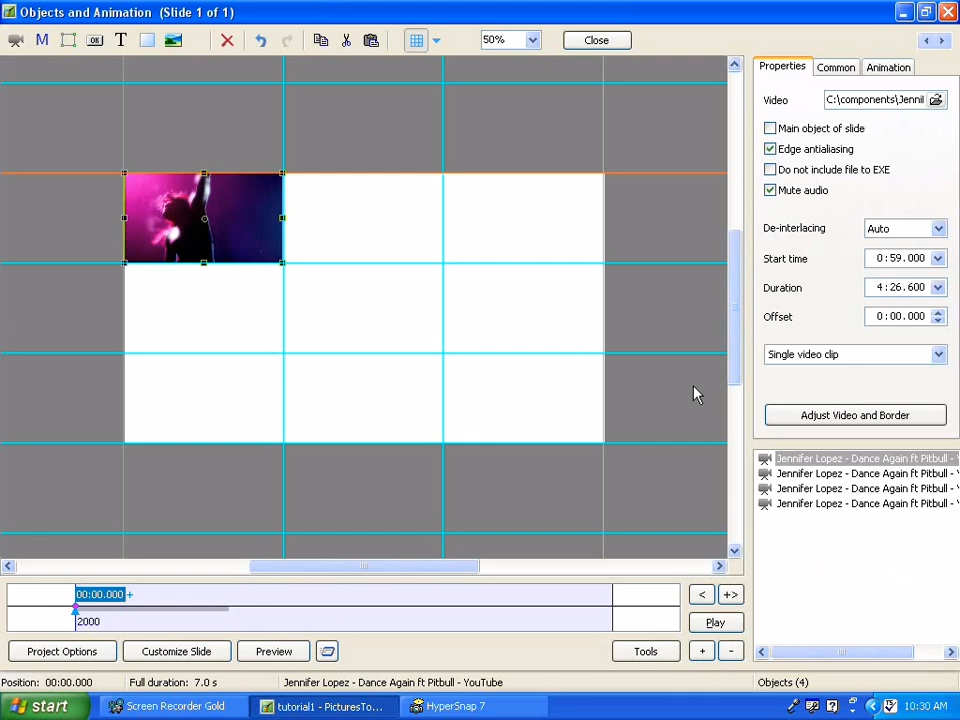 Objects and Animation (Slide 1 of 1)
M
OK
T
50%
Close
Properties
Common
Animation
Video
C:\components\Jennil
Main object of slide
Edge antialiasing
Do not include file to EXE
Mute audio
De-interlacing
Auto
Start time
0:59.000
Duration
4:26.600
Offset
0:00.000
Single video clip
Adjust Video and Border
Jennifer Lopez - Dance Again ft Pitbull -
Jennifer Lopez - Dance Again ft Pitbull -
Jennifer Lopez - Dance Again ft Pitbull -
Jennifer Lopez - Dance Again ft Pitbull -
00:00.000 +
2000
<
+>
Play
Project Options
Customize Slide
Preview
Tools
+
-
Position: 00:00.000
Full duration: 7.0 s
Jennifer Lopez - Dance Again ft Pitbull - YouTube
Objects (4)
start
Screen Recorder Gold
tutorial1 - PicturesTo...
HyperSnap 7
10:30 AM